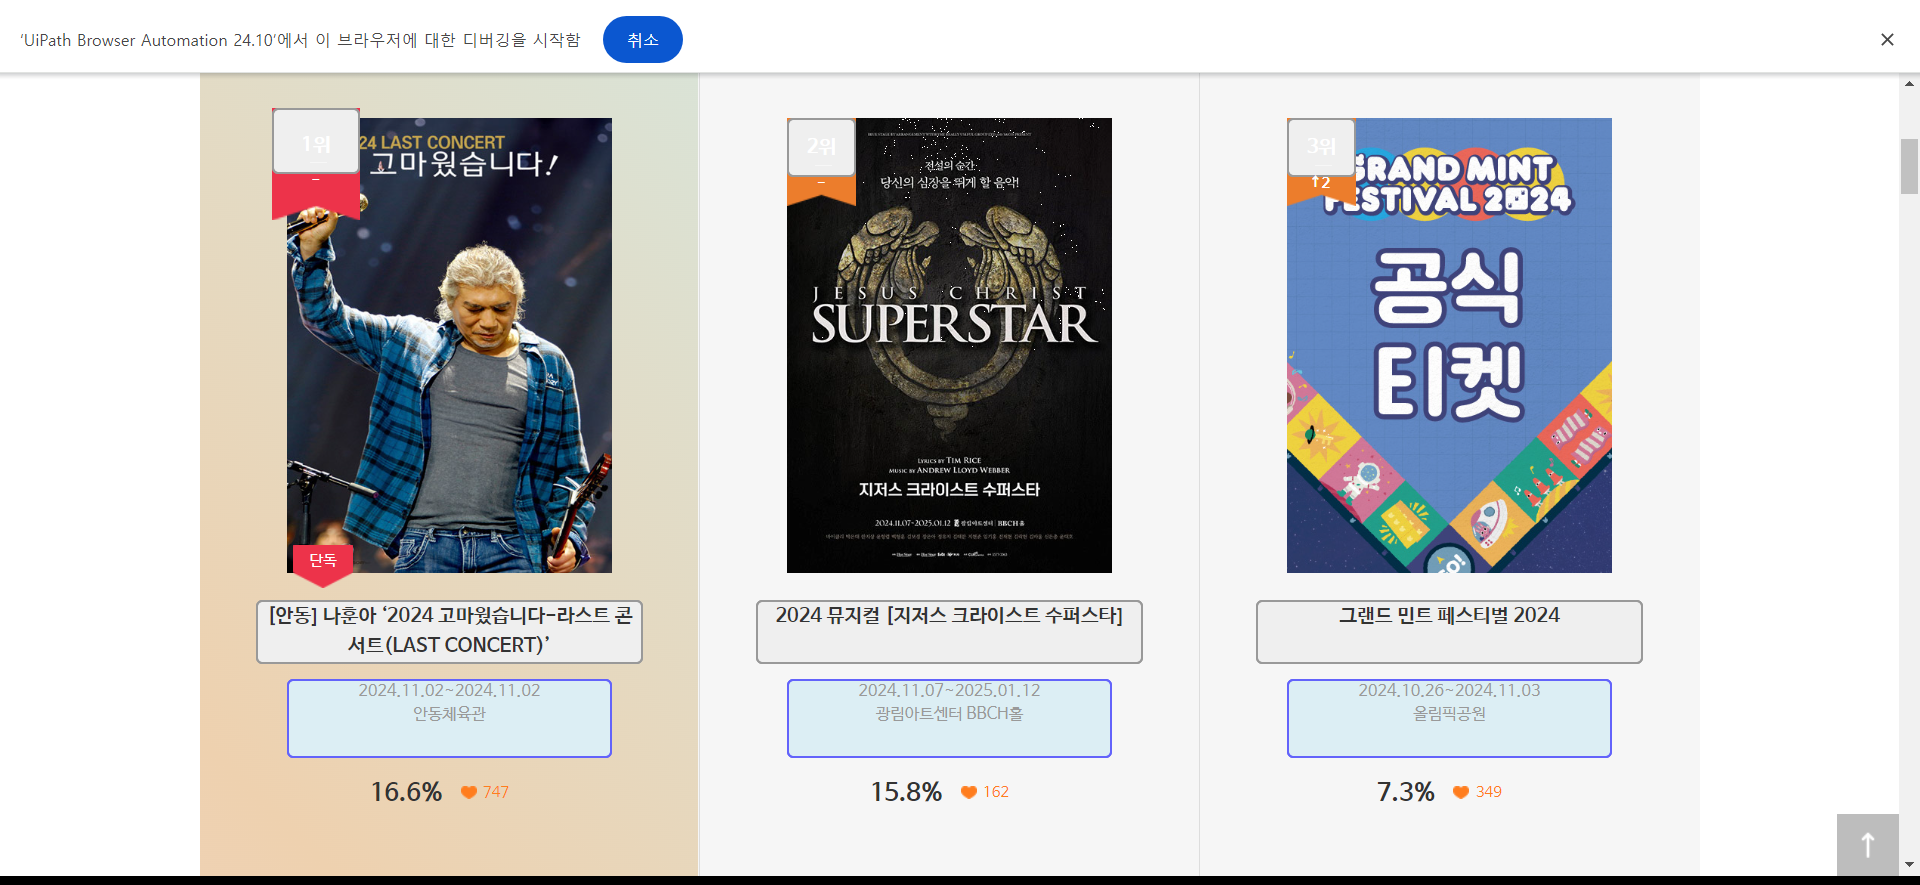 ‘UiPath Browser Automation 24.10’에서 이 브라우저에 대한 디버깅을 시작함
취소
1위
–
24 LAST CONCERT
고마웠습니다!
단독
[안동] 나훈아 ‘2024 고마웠습니다-라스트 콘
서트(LAST CONCERT)’
2024.11.02~2024.11.02
안동체육관
16.6%
747
2위
–
전설의 순간
당신의 심장을 뛰게 할 음악!
JESUS CHRIST
SUPERSTAR
LYRICS BY TIM RICE
MUSIC BY ANDREW LLOYD WEBBER
지저스 크라이스트 수퍼스타
2024.11.07~2025.01.12 광림아트센터 | BBCH홀
2024 뮤지컬 [지저스 크라이스트 수퍼스타]
2024.11.07~2025.01.12
광림아트센터 BBCH홀
15.8%
162
3위
↑2
GRAND MINT
FESTIVAL 2024
공식
티켓
GO!
그랜드 민트 페스티벌 2024
2024.10.26~2024.11.03
올림픽공원
7.3%
349